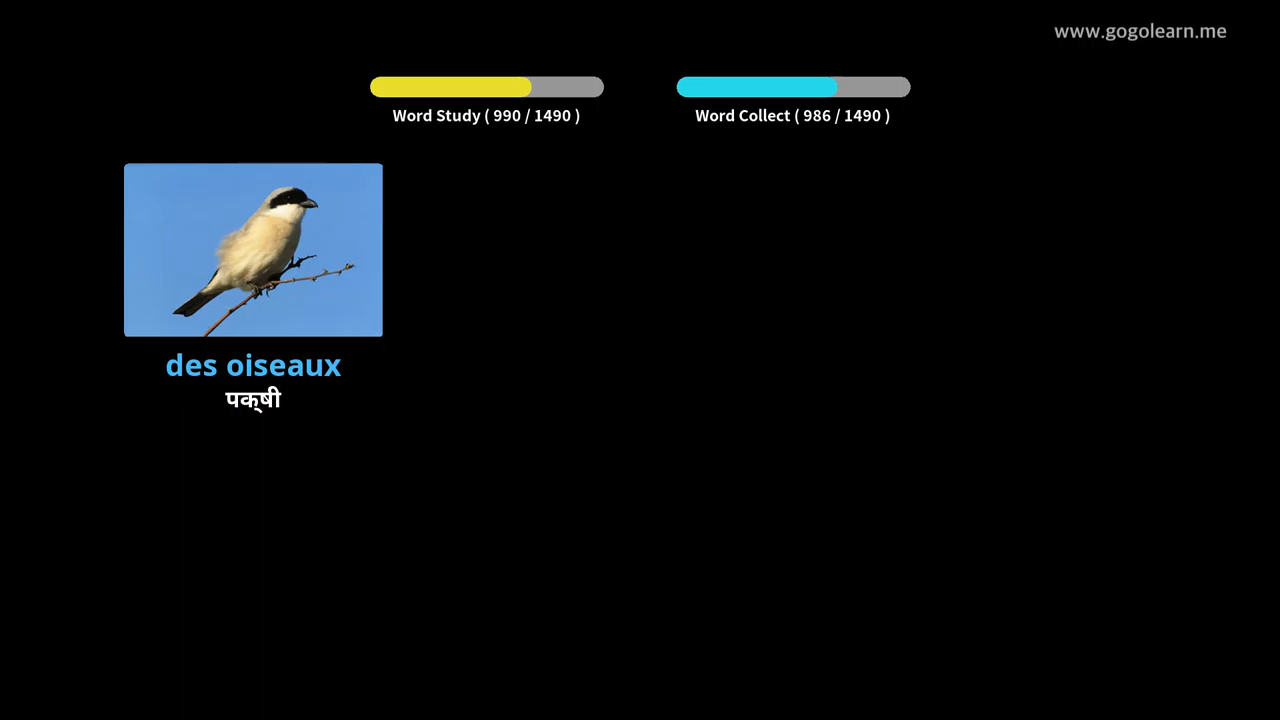 www.gogolearn.me
Word Study ( 990 / 1490 )
Word Collect ( 986 / 1490 )
des oiseaux
पक्षी